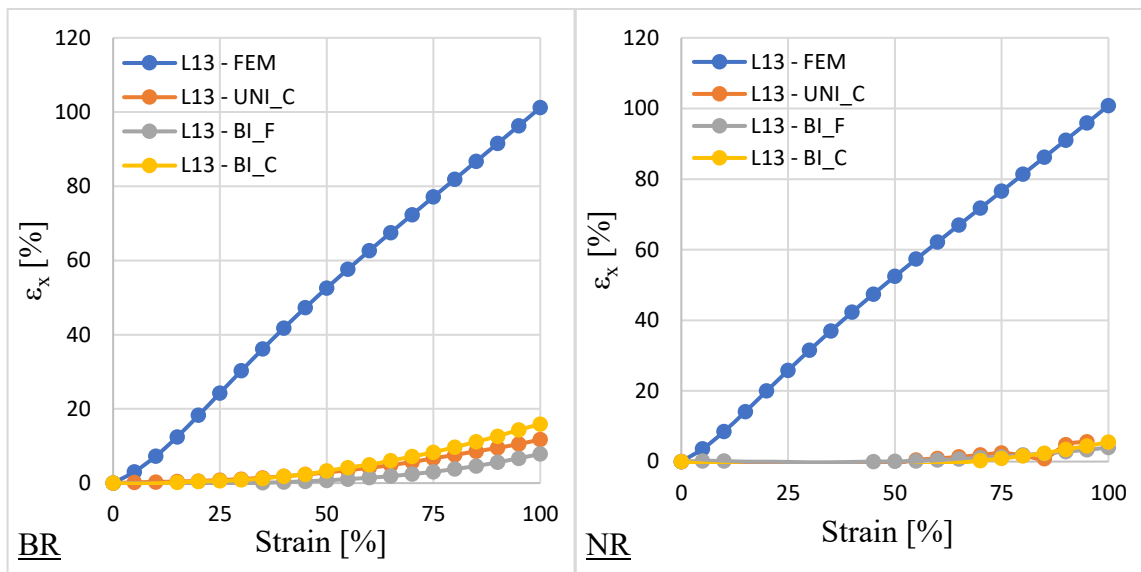 120
100
80
60
40
20
0
εx [%]
L13 - FEM
L13 - UNI_C
L13 - BI_F
L13 - BI_C
0 25 50 75 100
Strain [%]
BR
120
100
80
60
40
20
0
εx [%]
L13 - FEM
L13 - UNI_C
L13 - BI_F
L13 - BI_C
0 25 50 75 100
Strain [%]
NR